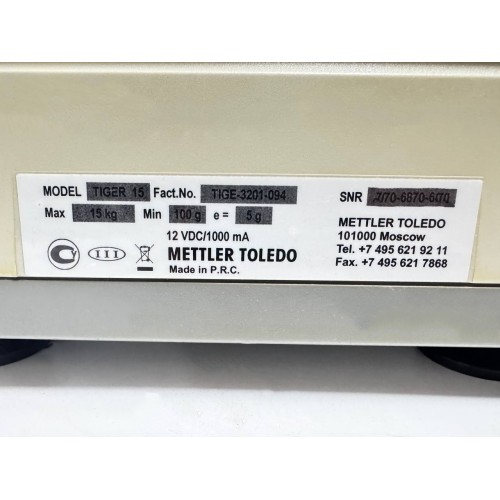 MODEL TIGER 15 Fact.No. TIGE-3201-094 SNR
Max 15 kg Min 100 g e = 5 g
12 VDC/1000 mA
III METTLER TOLEDO
Made in P.R.C.
METTLER TOLEDO
101000 Moscow
Tel. +7 495 621 92 11
Fax. +7 495 621 7868